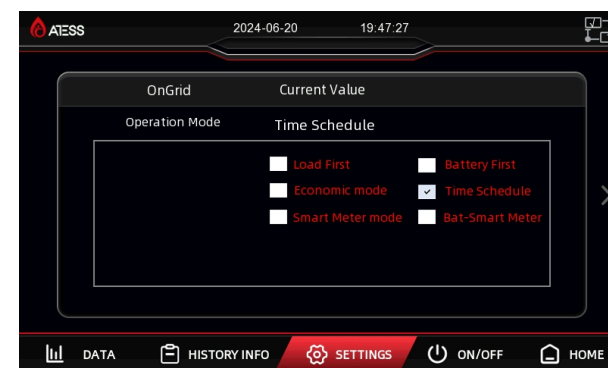 ATESS 2024-06-20 19:47:27
OnGrid Current Value
Operation Mode Time Schedule
Load First Battery First
Economic mode Time Schedule
Smart Meter mode Bat-Smart Meter
DATA HISTORY INFO SETTINGS ON/OFF HOME